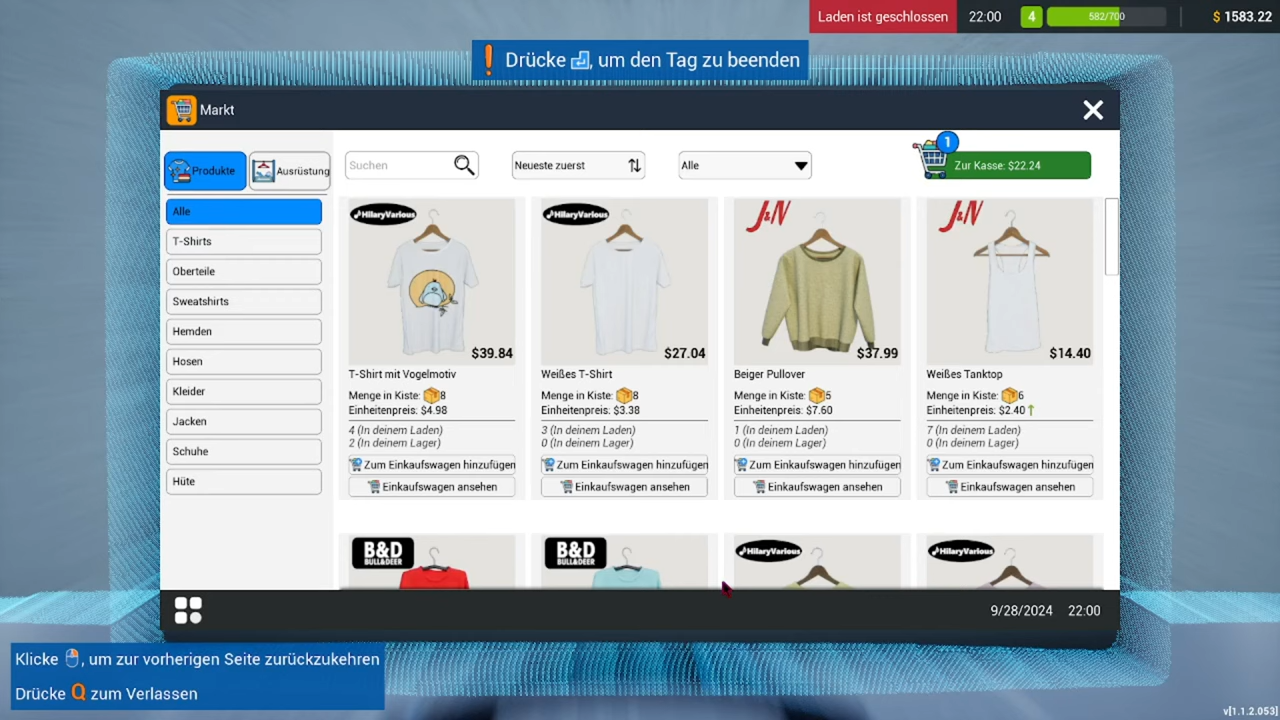 Laden ist geschlossen 22:00 4 582/700 $ 1583.22
! Drücke , um den Tag zu beenden
Markt
Produkte Ausrüstung Suchen Neueste zuerst Alle 1 Zur Kasse: $22.24
Alle
T-Shirts
Oberteile
Sweatshirts
Hemden
Hosen
Kleider
Jacken
Schuhe
Hüte
HilaryVarious
$39.84
T-Shirt mit Vogelmotiv
Menge in Kiste: 8
Einheitenpreis: $4.98
4 (In deinem Laden)
2 (In deinem Lager)
Zum Einkaufswagen hinzufügen
Einkaufswagen ansehen
HilaryVarious
$27.04
Weißes T-Shirt
Menge in Kiste: 8
Einheitenpreis: $3.38
3 (In deinem Laden)
0 (In deinem Lager)
Zum Einkaufswagen hinzufügen
Einkaufswagen ansehen
J&N
$37.99
Beiger Pullover
Menge in Kiste: 5
Einheitenpreis: $7.60
1 (In deinem Laden)
0 (In deinem Lager)
Zum Einkaufswagen hinzufügen
Einkaufswagen ansehen
J&N
$14.40
Weißes Tanktop
Menge in Kiste: 6
Einheitenpreis: $2.40
7 (In deinem Laden)
0 (In deinem Lager)
Zum Einkaufswagen hinzufügen
Einkaufswagen ansehen
B&D
BULL&DEER
B&D
BULL&DEER
HilaryVarious
HilaryVarious
9/28/2024 22:00
Klicke , um zur vorherigen Seite zurückzukehren
Drücke Q zum Verlassen
v[1.1.2.053]